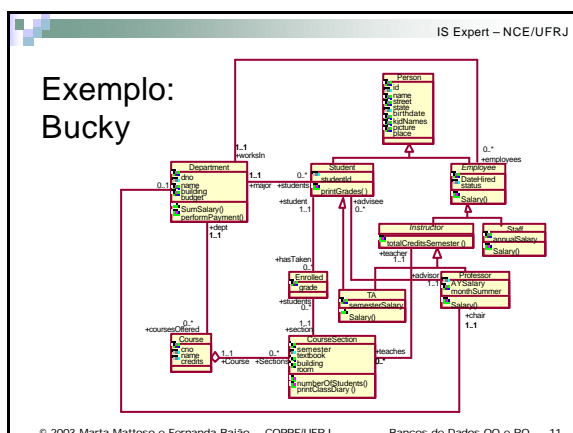 IS Expert – NCE/UFRJ
Exemplo:
Bucky
Person
id
name
street
state
birthdate
kidNames
picture
place
1..1
+worksIn
0..*
+employees
Department
dno
name
building
budget
SumSalary()
performPayment()
0..1
1..1
+major
0..*
+students
Student
studentId
printGrades( )
Employee
DateHired
status
Salary()
+student
1..1
+advisee
0..*
Instructor
totalCreditsSemester ()
Staff
annualSalary
Salary()
+dept
1..1
+teacher
1..1
+hasTaken
0..*
Enrolled
grade
+students
0..*
TA
semesterSalary
Salary()
+advisor
1..1
Professor
AYSalary
monthSummer
Salary()
+chair
1..1
0..*
+coursesOffered
Course
cno
name
credits
1..1
+Course
0..*
+Sections
1..1
+section
CourseSection
semester
textbook
building
room
numberOfStudents()
printClassDiary ()
0..*
+teaches
© 2003 Marta Mattoso e Fernanda Baião COPPE/UFRJ
Bancos de Dados OO e RO
11